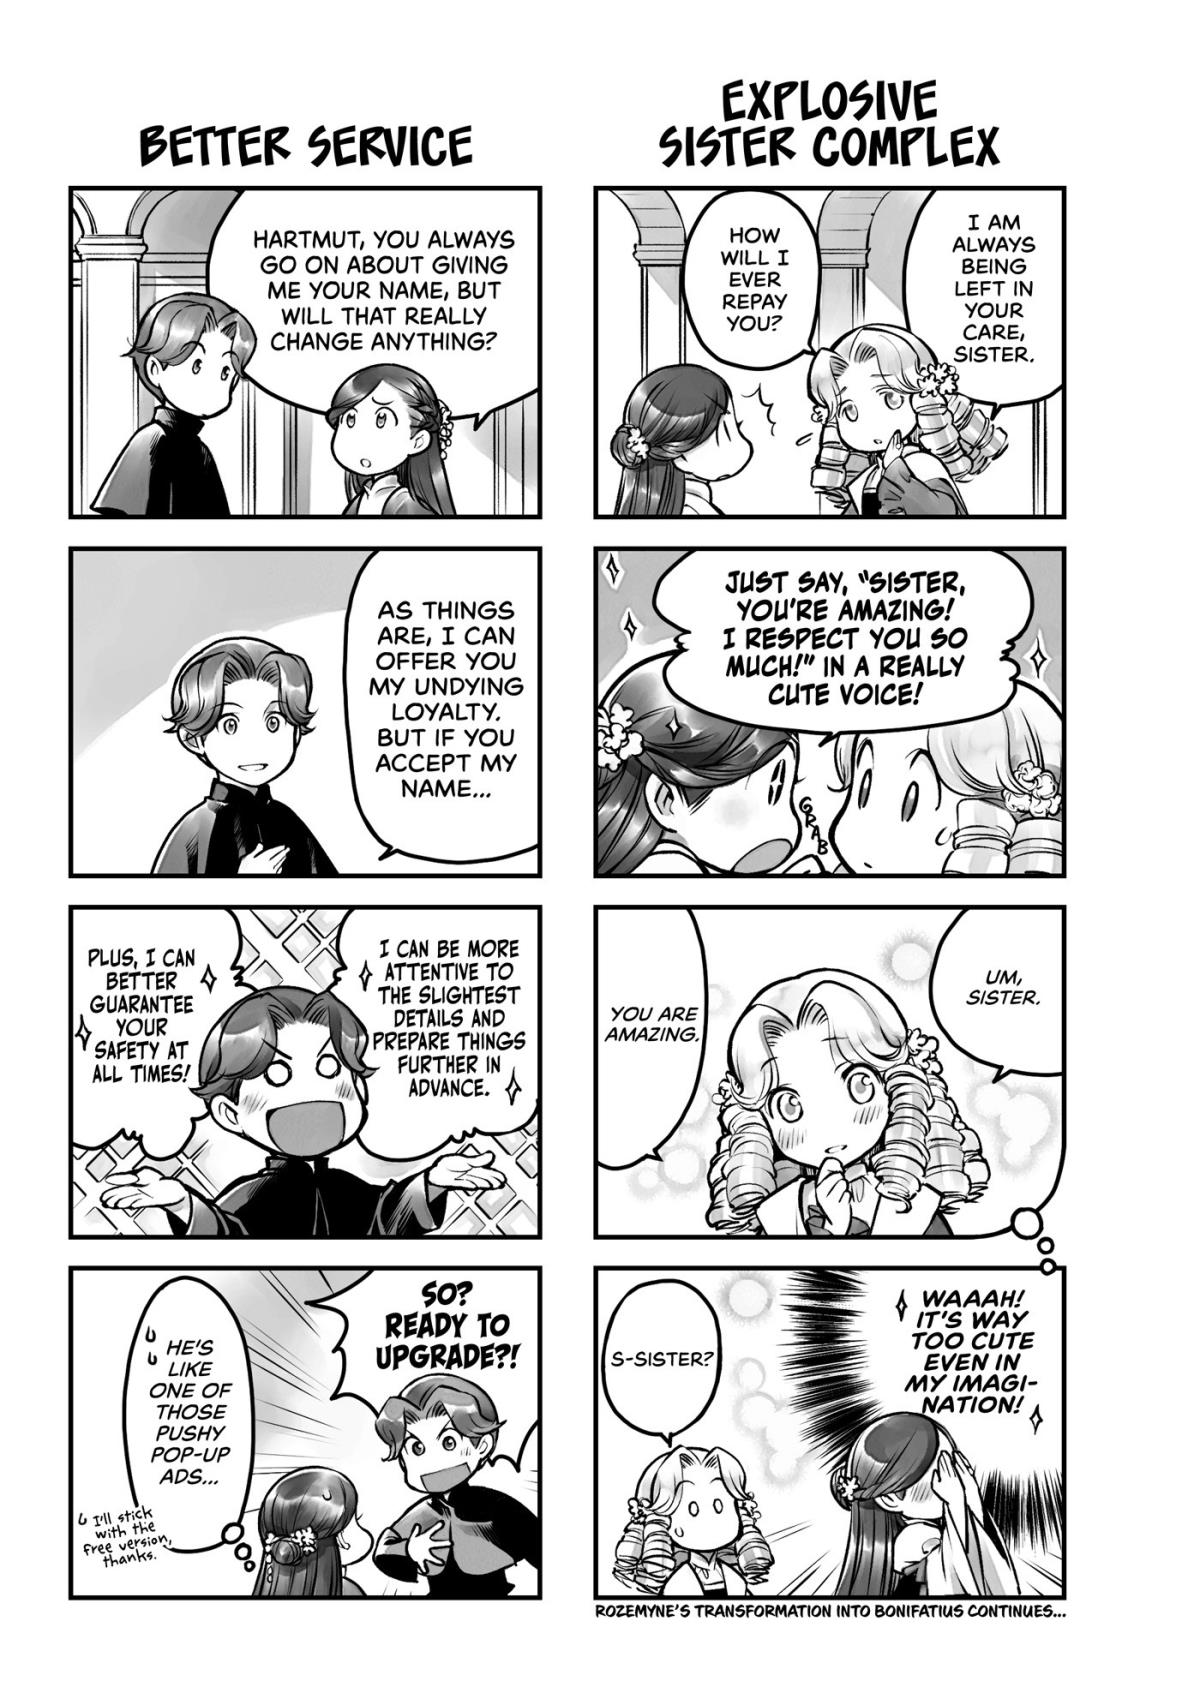 EXPLOSIVE
SISTER COMPLEX
I AM
ALWAYS
BEING
LEFT IN
YOUR
CARE,
SISTER.
HOW
WILL I
EVER
REPAY
YOU?
JUST SAY, "SISTER,
YOU'RE AMAZING!
I RESPECT YOU SO
MUCH!" IN A REALLY
CUTE VOICE!
GRAB
UM,
SISTER.
YOU ARE
AMAZING.
WAAAH!
IT'S WAY
TOO CUTE
EVEN IN
MY IMAGI-
NATION!
S-SISTER?
ROZEMYNE'S TRANSFORMATION INTO BONIFATIUS CONTINUES...
BETTER SERVICE
HARTMUT, YOU ALWAYS
GO ON ABOUT GIVING
ME YOUR NAME, BUT
WILL THAT REALLY
CHANGE ANYTHING?
AS THINGS
ARE, I CAN
OFFER YOU
MY UNDYING
LOYALTY.
BUT IF YOU
ACCEPT MY
NAME...
I CAN BE MORE
ATTENTIVE TO
THE SLIGHTEST
DETAILS AND
PREPARE THINGS
FURTHER IN
ADVANCE.
PLUS, I CAN
BETTER
GUARANTEE
YOUR
SAFETY AT
ALL TIMES!
SO?
READY TO
UPGRADE?!
HE'S
LIKE
ONE OF
THOSE
PUSHY
POP-UP
ADS...
I'll stick
with the
free version,
thanks.